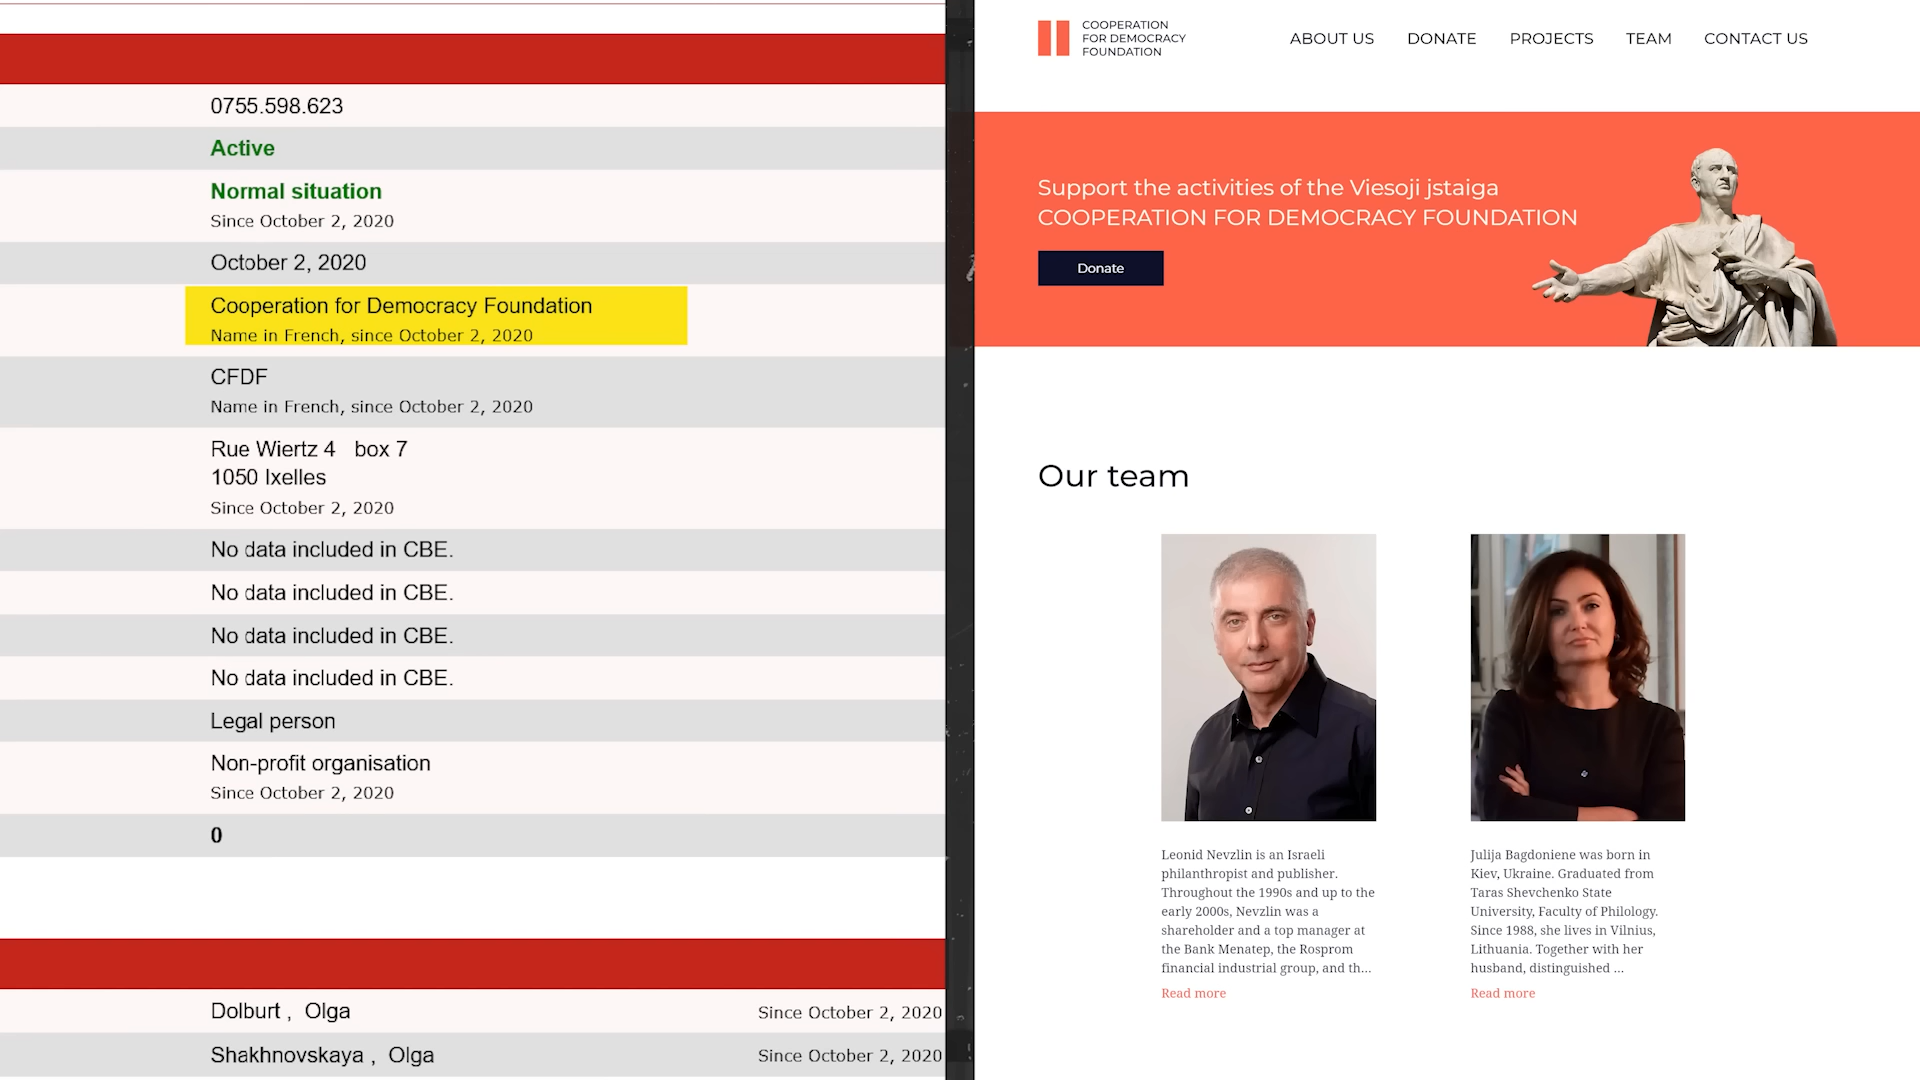 0755.598.623
Active
Normal situation
Since October 2, 2020
October 2, 2020
Cooperation for Democracy Foundation
Name in French, since October 2, 2020
CFDF
Name in French, since October 2, 2020
Rue Wiertz 4 box 7
1050 Ixelles
Since October 2, 2020
No data included in CBE.
No data included in CBE.
No data included in CBE.
No data included in CBE.
Legal person
Non-profit organisation
Since October 2, 2020
0
Dolburt , Olga Since October 2, 2020
Shakhnovskaya , Olga Since October 2, 2020
COOPERATION
FOR DEMOCRACY
FOUNDATION
ABOUT US DONATE PROJECTS TEAM CONTACT US
Support the activities of the Viesoji jstaiga
COOPERATION FOR DEMOCRACY FOUNDATION
Donate
Our team
Leonid Nevzlin is an Israeli
philanthropist and publisher.
Throughout the 1990s and up to the
early 2000s, Nevzlin was a
shareholder and a top manager at
the Bank Menatep, the Rosprom
financial industrial group, and th...
Read more
Julija Bagdoniene was born in
Kiev, Ukraine. Graduated from
Taras Shevchenko State
University, Faculty of Philology.
Since 1988, she lives in Vilnius,
Lithuania. Together with her
husband, distinguished ...
Read more